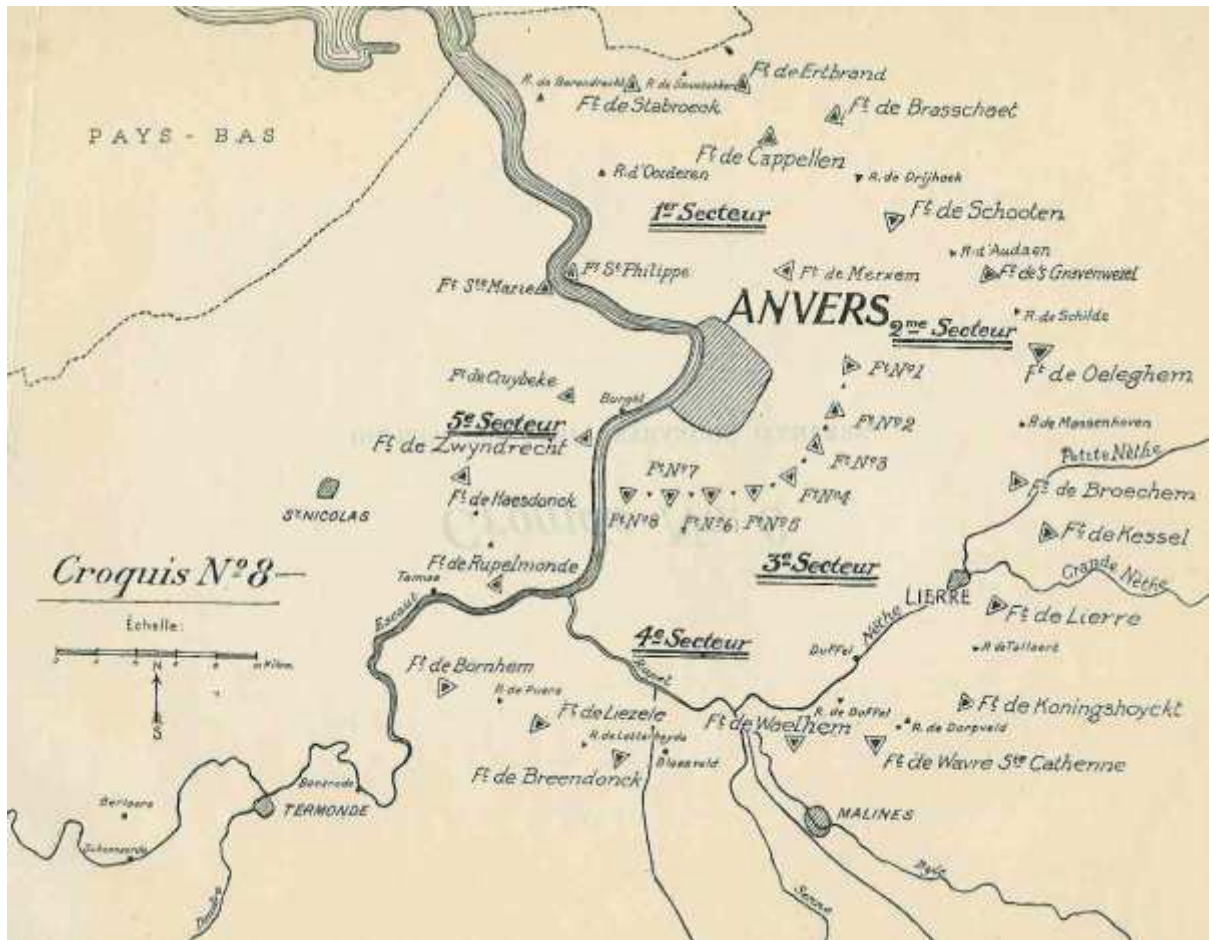 R. de Berendrecht
Ft de Ertbrand
Ft de Stabroeck
Ft de Brasschaet
PAYS-BAS
Ft de Cappellen
R. d'Oorderen
R. de Drijhoek
1er Secteur
Ft de Schooten
R. d'Audaen
Ft St Philippe
Ft de Merxem
Ft de 's Gravenwezel
Ft Ste Marie
ANVERS
2me Secteur
R. de Schilde
Ft No 1
Ft de Oeleghem
Ft de Cruybeke
Burght
5e Secteur
Ft No 2
R. de Massenhoven
Ft de Zwyndrecht
Ft No 3
Petite Nèthe
Ft No 7
Ft No 4
Ft de Broechem
Ft de Haesdonck
St NICOLAS
Ft No 8
Ft No 6
Ft No 5
Ft de Kessel
Croquis No 8
Ft de Rupelmonde
3e Secteur
Grande Nèthe
Tamise
LIERRE
Escaut
Ft de Lierre
Échelle:
4e Secteur
Nèthe
Duffel
R. de Tallaert
Kilom.
N
S
Ft de Bornhem
Rupel
R. de Puers
R. de Duffel
Ft de Koningshoyckt
Ft de Liezele
Ft de Waelhem
R. de Dorpveld
R. de Letterheyde
Blaesveld
Ft de Breendonck
Ft de Wavre Ste Catherine
Berlaere
TERMONDE
MALINES
Schoonaerde
Dyle
Senne
Dendre